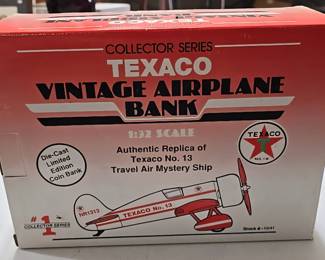 COLLECTOR SERIES
TEXACO
VINTAGE AIRPLANE
BANK
1:32 SCALE
Authentic Replica of
Texaco No. 13
Travel Air Mystery Ship
TEXACO
Die-Cast
Limited
Edition
Coin Bank
NR1313
TEXACO No. 13
#1
COLLECTOR SERIES